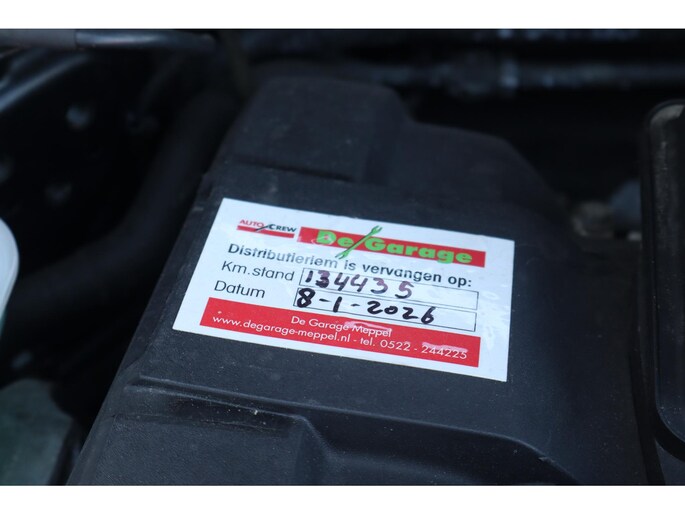 AUTO CREW
De Garage
Distributieriem is vervangen op:
Km.stand 134435
Datum 8-1-2026
De Garage Meppel
www.degarage-meppel.nl - tel. 0522 - 244225